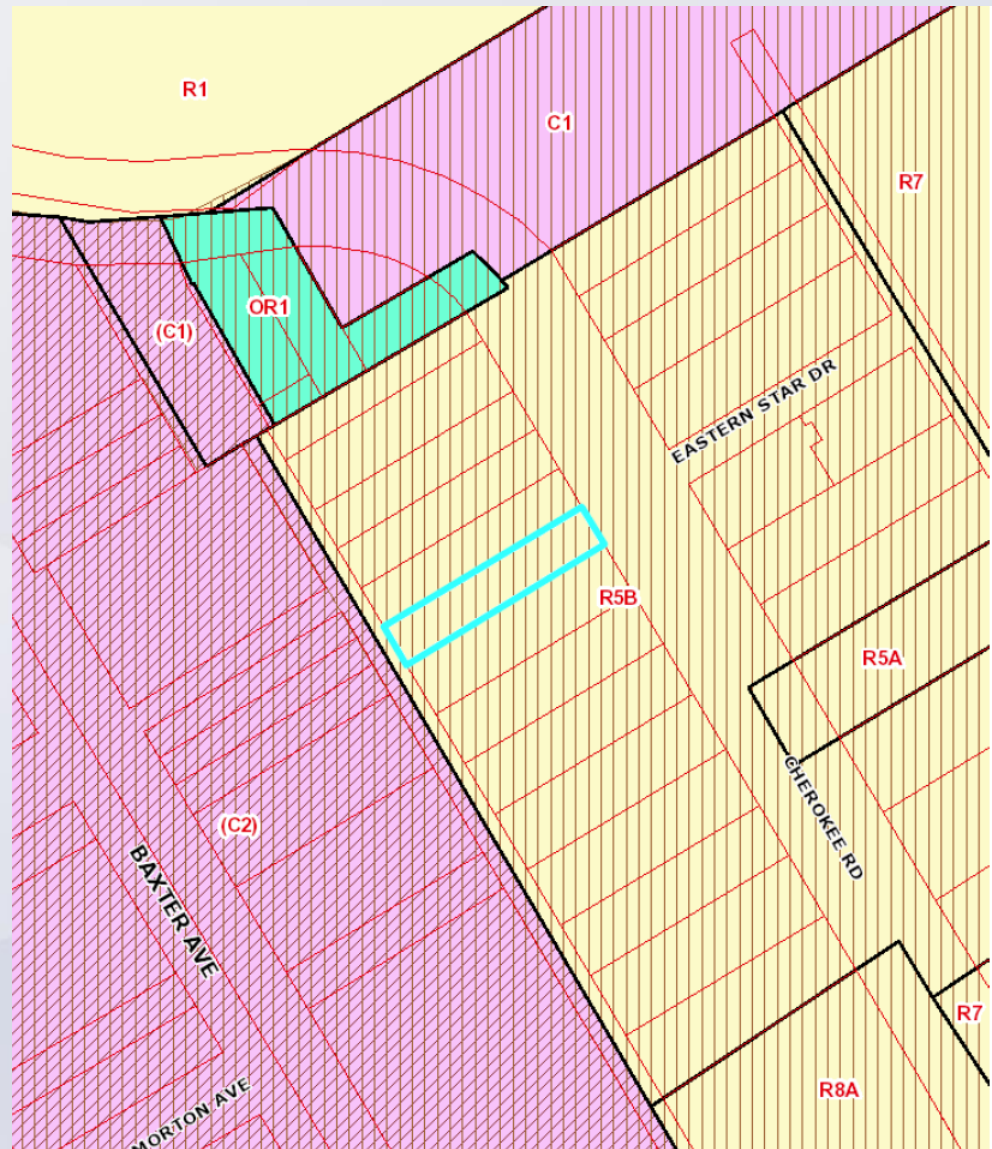 R1
C1
R7
OR1
(C1)
EASTERN STAR DR
R5B
R5A
CHEROKEE RD
(C2)
BAXTER AVE
R7
R8A
MORTON AVE